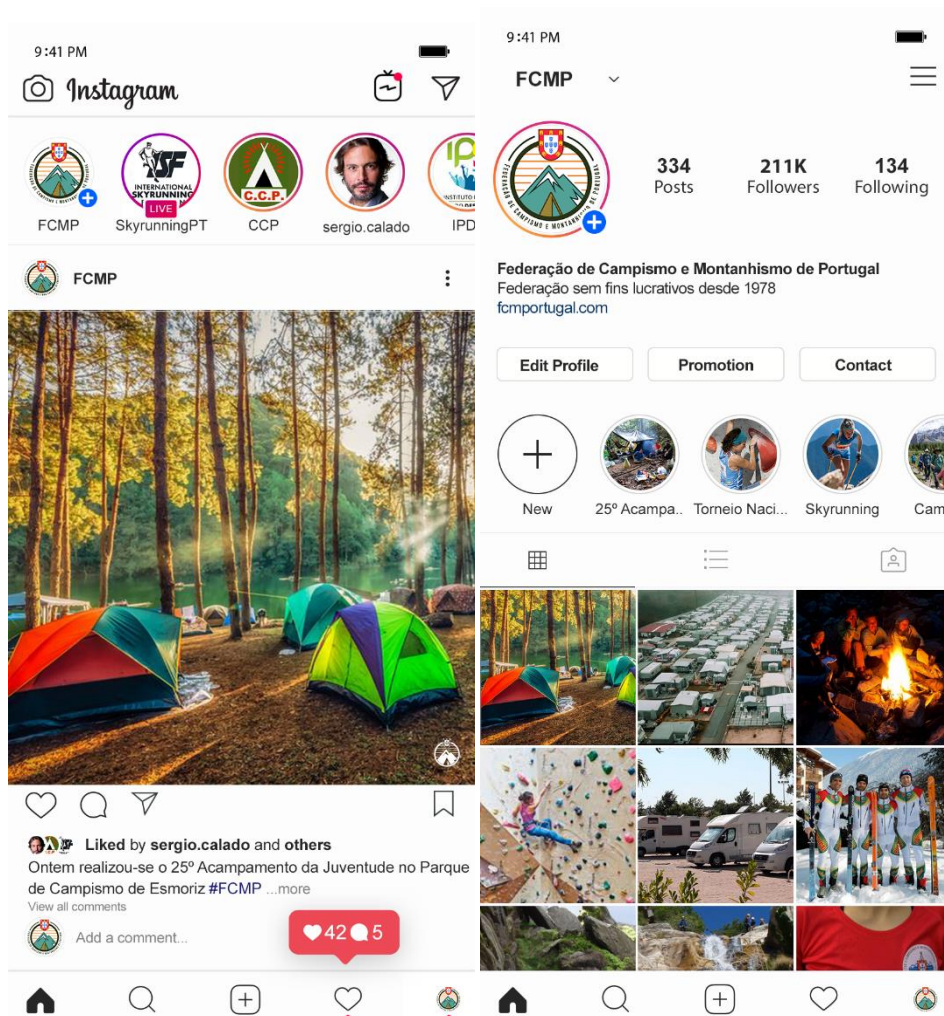 9:41 PM
Instagram
FCMP
INTERNATIONAL
SKYRUNNING
LIVE
SkyrunningPT
C.C.P.
CCP
sergio.calado
IPD
FCMP
Liked by sergio.calado and others
Ontem realizou-se o 25º Acampamento da Juventude no Parque
de Campismo de Esmoriz #FCMP ...more
View all comments
Add a comment...
42 5
9:41 PM
FCMP
FEDERAÇÃO DE CAMPISMO E MONTANHISMO DE PORTUGAL
334
Posts
211K
Followers
134
Following
Federação de Campismo e Montanhismo de Portugal
Federação sem fins lucrativos desde 1978
fcmportugal.com
Edit Profile
Promotion
Contact
New
25º Acampa..
Torneio Naci...
Skyrunning
Cam